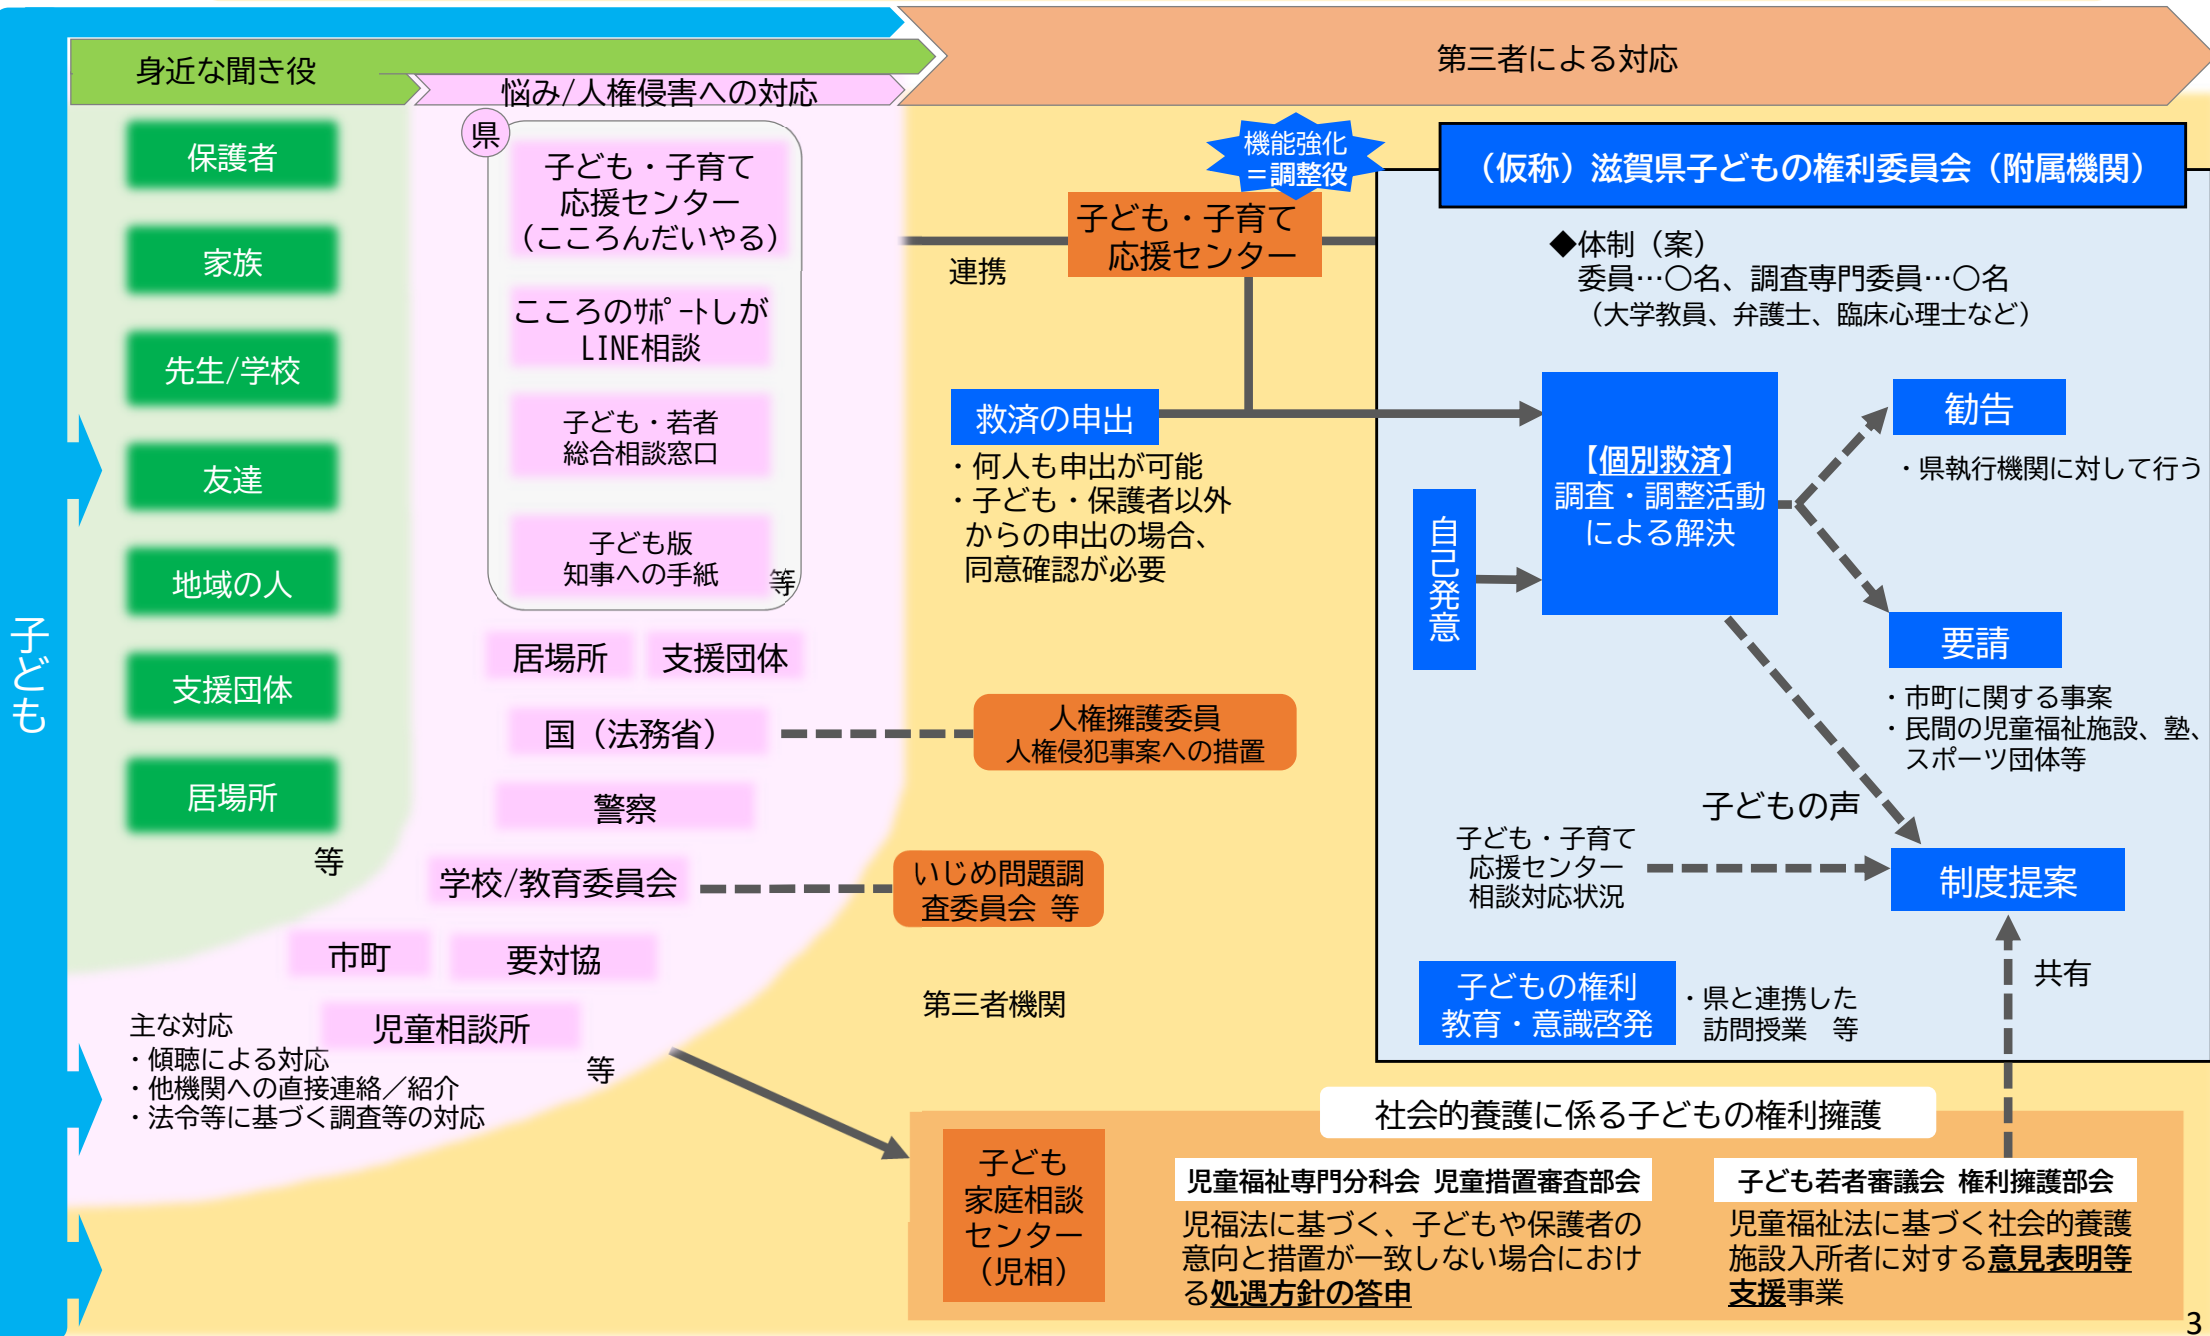 身近な聞き役
悩み/人権侵害への対応
第三者による対応
子ども
保護者
家族
先生/学校
友達
地域の人
支援団体
居場所
等
県
子ども・子育て
応援センター
（こころんだいやる）
こころのｻﾎﾟｰﾄしが
LINE相談
子ども・若者
総合相談窓口
子ども版
知事への手紙
等
居場所
支援団体
国（法務省）
警察
学校/教育委員会
市町
要対協
児童相談所
等
主な対応
・傾聴による対応
・他機関への直接連絡／紹介
・法令等に基づく調査等の対応
機能強化
＝調整役
子ども・子育て
応援センター
連携
救済の申出
・何人も申出が可能
・子ども・保護者以外
からの申出の場合、
同意確認が必要
人権擁護委員
人権侵犯事案への措置
いじめ問題調
査委員会 等
第三者機関
（仮称）滋賀県子どもの権利委員会（附属機関）
◆体制（案）
委員…〇名、調査専門委員…〇名
（大学教員、弁護士、臨床心理士など）
自己発意
【個別救済】
調査・調整活動
による解決
勧告
・県執行機関に対して行う
要請
・市町に関する事案
・民間の児童福祉施設、塾、
スポーツ団体等
子どもの声
子ども・子育て
応援センター
相談対応状況
制度提案
共有
子どもの権利
教育・意識啓発
・県と連携した
訪問授業　等
社会的養護に係る子どもの権利擁護
子ども
家庭相談
センター
（児相）
児童福祉専門分科会 児童措置審査部会
児福法に基づく、子どもや保護者の
意向と措置が一致しない場合におけ
る処遇方針の答申
子ども若者審議会 権利擁護部会
児童福祉法に基づく社会的養護
施設入所者に対する意見表明等
支援事業
3